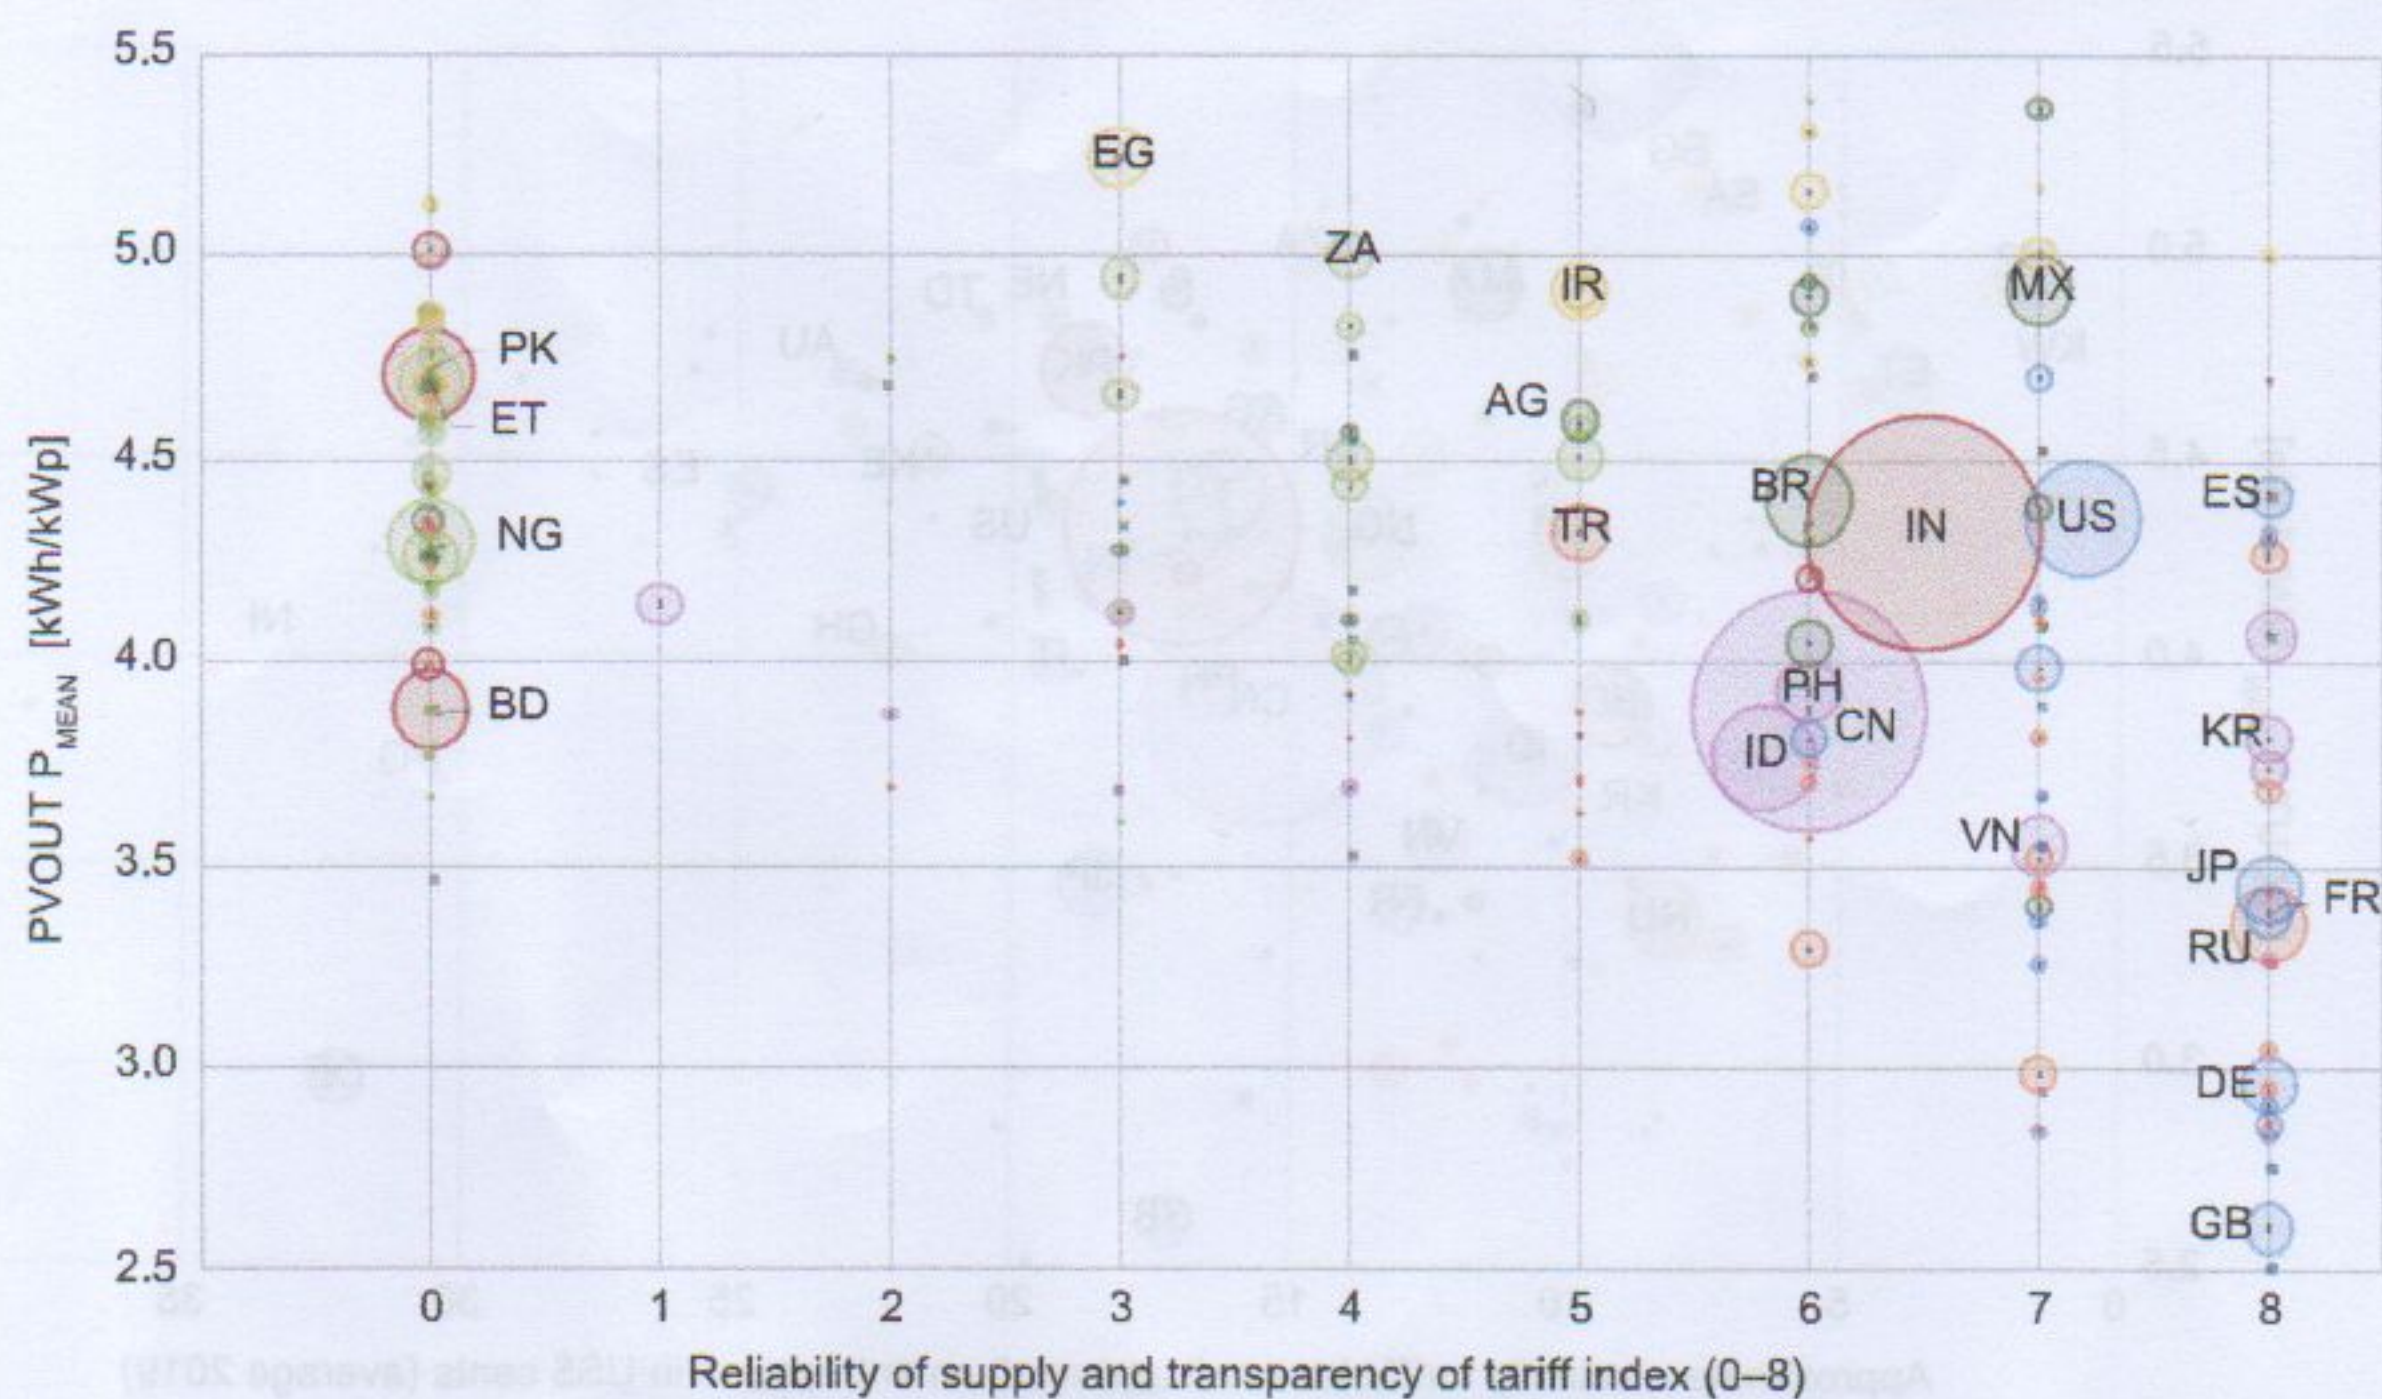 5.5
EG
5.0
ZA
IR
MX
PK
AG
ET
4.5
BR
ES
IN
US
NG
TR
4.0
PH
BD
CN
KR
ID
VN
3.5
JP
FR
RU
3.0
DE
GB
2.5
PVOUT P MEAN [kWh/kWp]
0 1 2 3 4 5 6 7 8
Reliability of supply and transparency of tariff index (0–8)